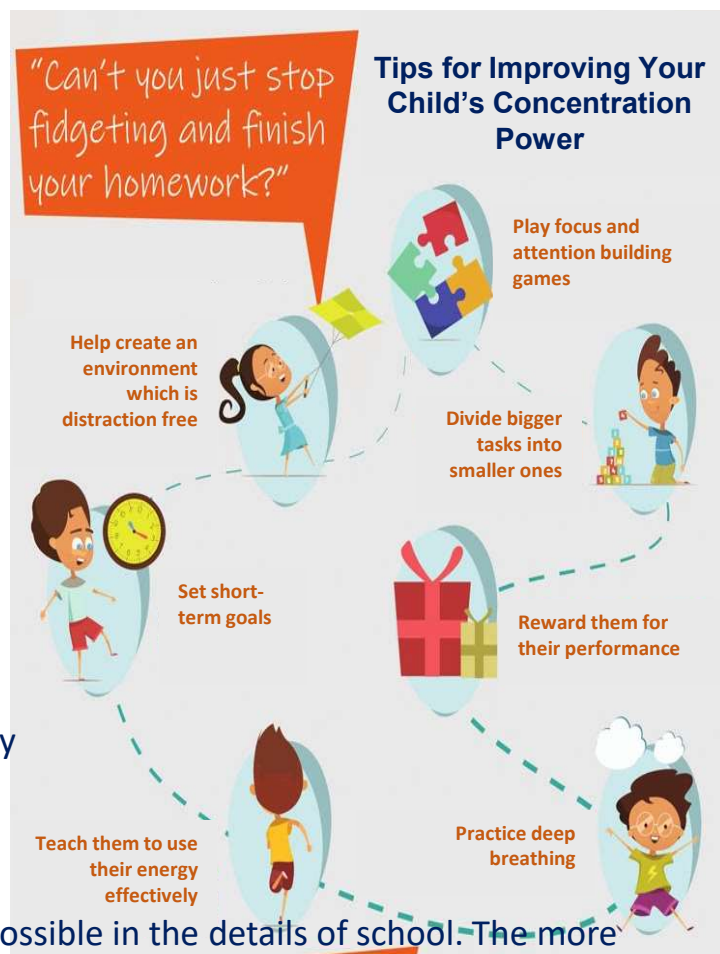 “Can’t you just stop
fidgeting and finish
your homework?”
Tips for Improving Your
Child’s Concentration
Power
Play focus and
attention building
games
Help create an
environment
which is
distraction free
Divide bigger
tasks into
smaller ones
Set short-
term goals
Reward them for
their performance
y
Teach them to use
their energy
effectively
Practice deep
breathing
ossible in the details of school. The more